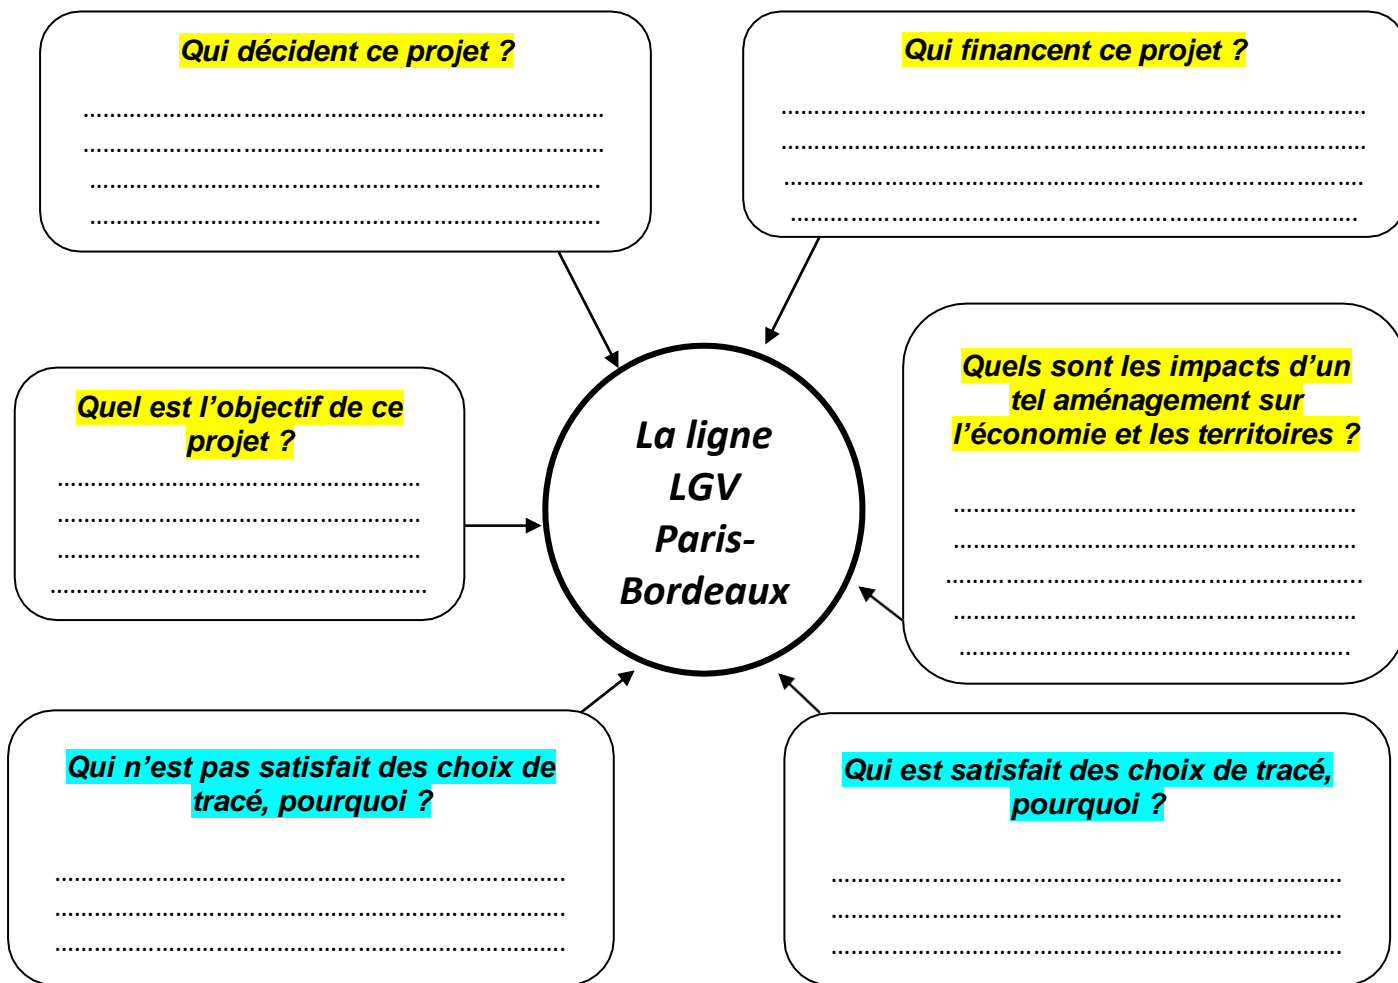 Qui décident ce projet ?
................................................................................
................................................................................
................................................................................
................................................................................
Qui financent ce projet ?
................................................................................
................................................................................
................................................................................
................................................................................
Quel est l’objectif de ce
projet ?
.......................................................
.......................................................
.......................................................
.......................................................
La ligne
LGV
Paris-
Bordeaux
Quels sont les impacts d’un
tel aménagement sur
l’économie et les territoires ?
.............................................................
.............................................................
.............................................................
.............................................................
.............................................................
Qui n’est pas satisfait des choix de
tracé, pourquoi ?
................................................................................
................................................................................
................................................................................
Qui est satisfait des choix de tracé,
pourquoi ?
................................................................................
................................................................................
................................................................................